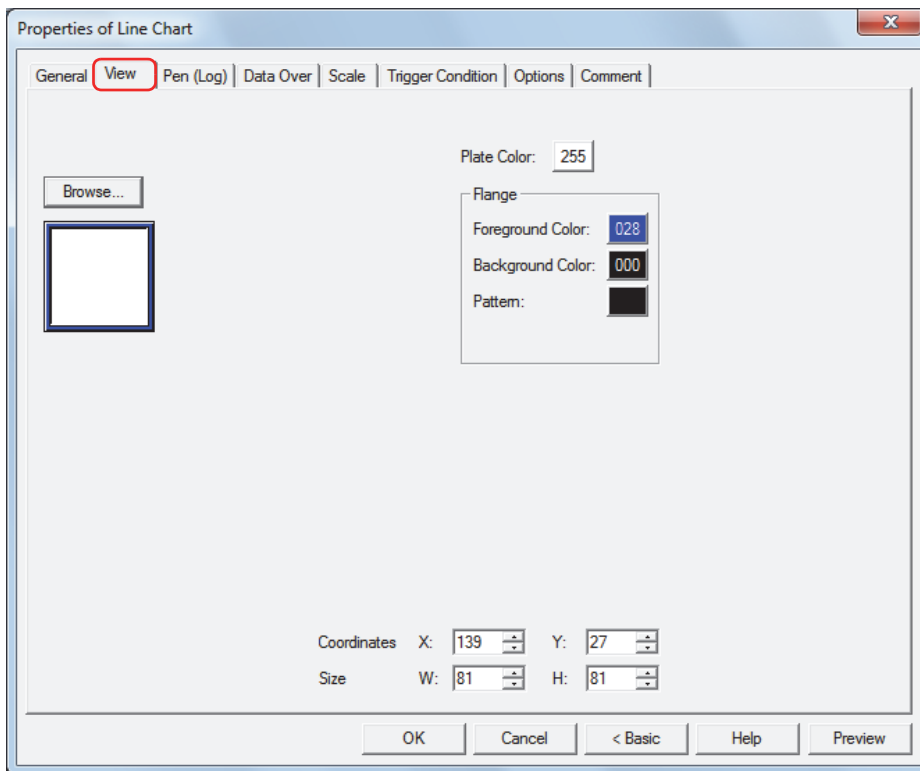 Properties of Line Chart
X
General View Pen (Log) Data Over Scale Trigger Condition Options Comment
Plate Color: 255
Browse...
Flange
Foreground Color: 028
Background Color: 000
Pattern:
Coordinates X: 139 Y: 27
Size W: 81 H: 81
OK Cancel < Basic Help Preview